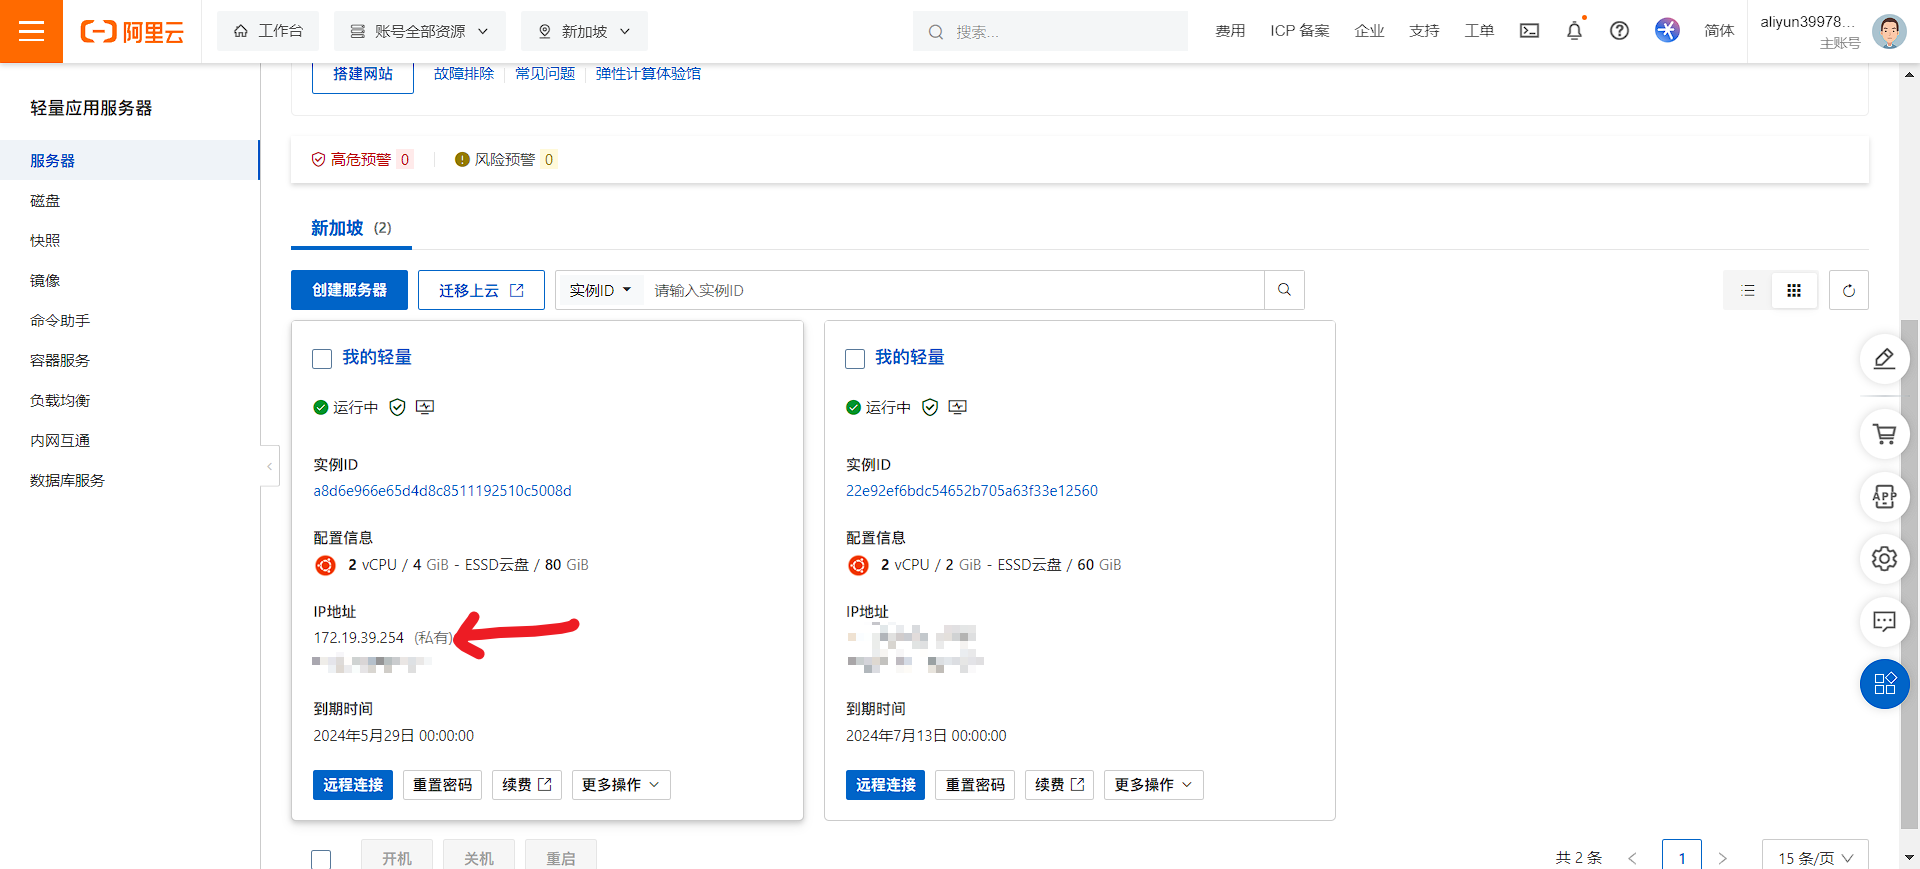 阿里云
工作台
账号全部资源
新加坡
搜索...
费用
ICP 备案
企业
支持
工单
简体
aliyun39978...
主账号
搭建网站
故障排除
常见问题
弹性计算体验馆
轻量应用服务器
服务器
磁盘
快照
镜像
命令助手
容器服务
负载均衡
内网互通
数据库服务
高危预警 0
风险预警 0
新加坡 (2)
创建服务器
迁移上云
实例ID
请输入实例ID
我的轻量
运行中
实例ID
a8d6e966e65d4d8c8511192510c5008d
配置信息
2 vCPU / 4 GiB - ESSD云盘 / 80 GiB
IP地址
172.19.39.254 (私有)
到期时间
2024年5月29日 00:00:00
远程连接
重置密码
续费
更多操作
我的轻量
运行中
实例ID
22e92ef6bdc54652b705a63f33e12560
配置信息
2 vCPU / 2 GiB - ESSD云盘 / 60 GiB
IP地址
到期时间
2024年7月13日 00:00:00
远程连接
重置密码
续费
更多操作
APP
开机
关机
重启
共 2 条
1
15 条/页